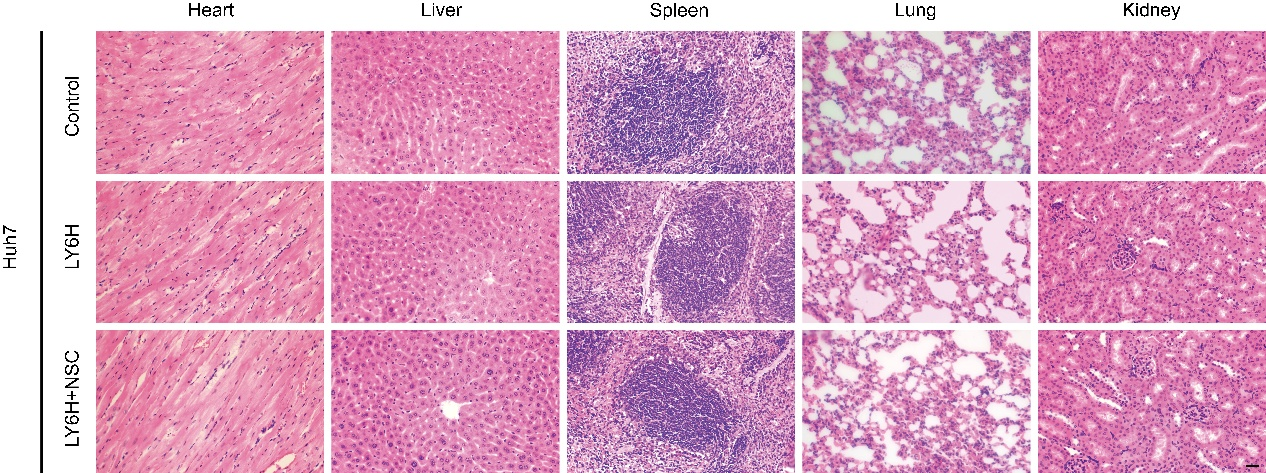 Heart Liver Spleen Lung Kidney
Huh7
Control
LY6H
LY6H+NSC